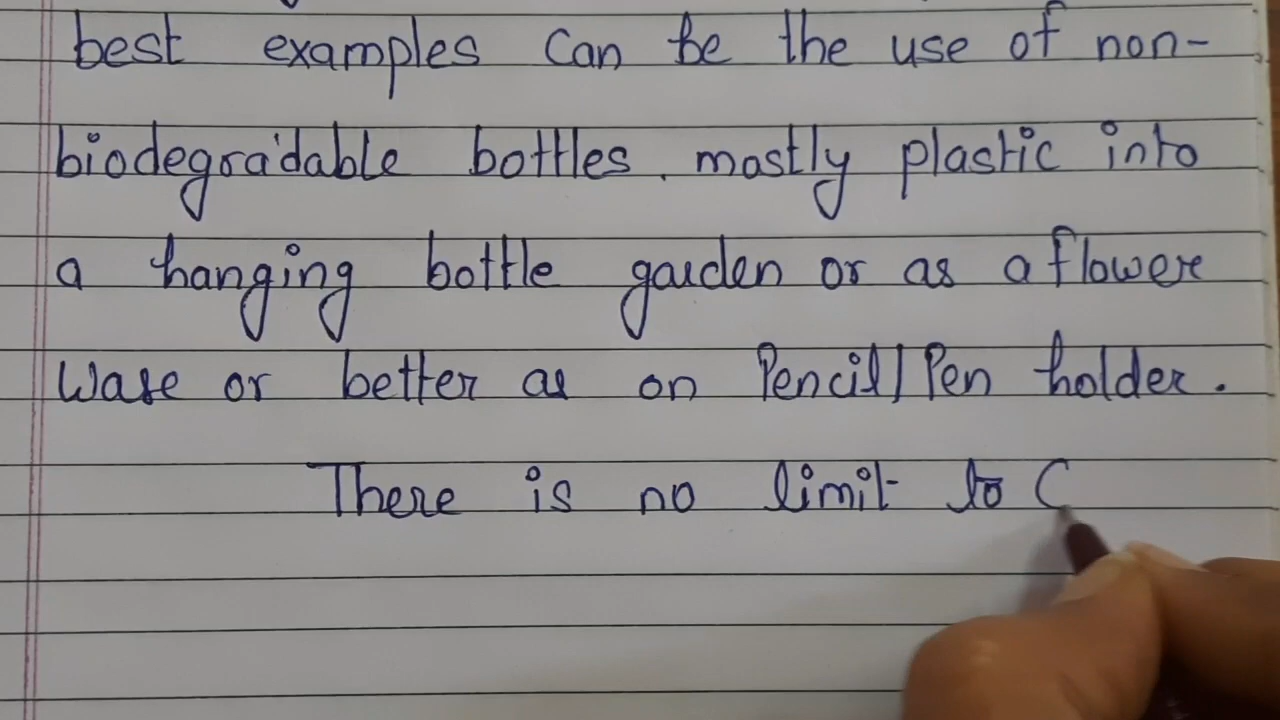 best examples can be the use of non-
biodegradable bottles. mostly plastic into
a hanging bottle garden or as a flower
wase or better as on Pencil/Pen holder.
There is no limit to C